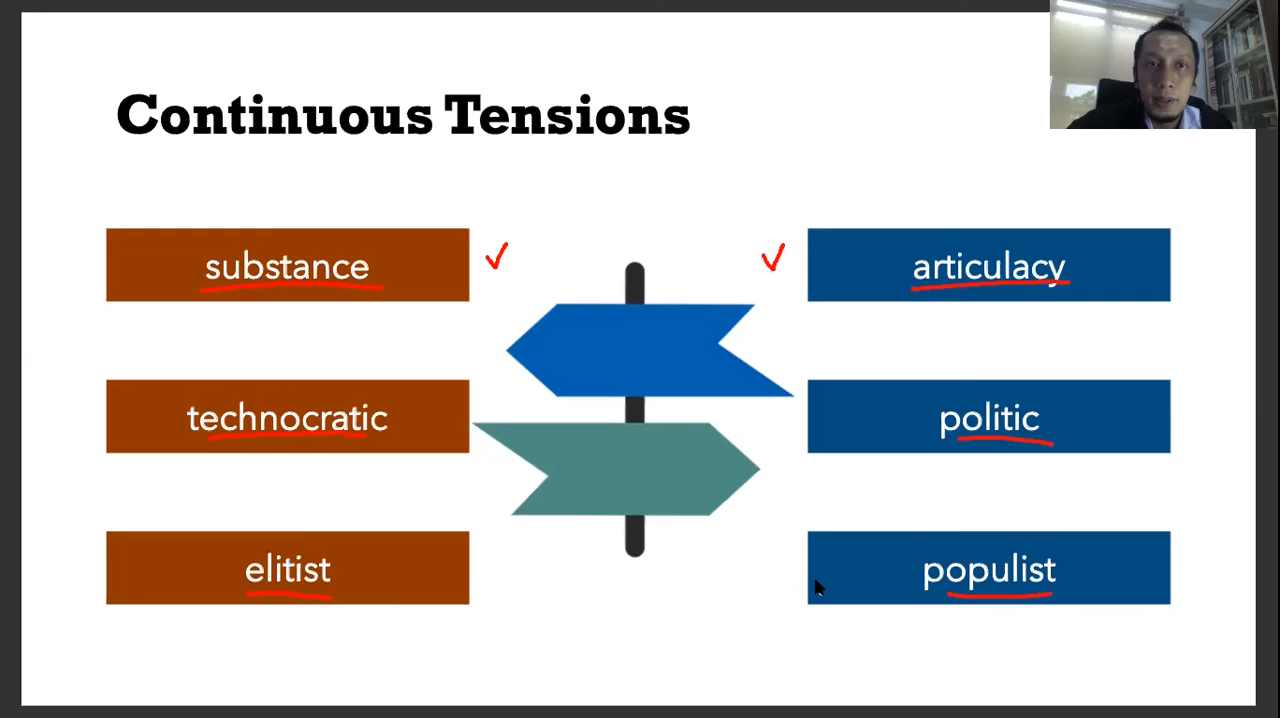 Continuous Tensions
substance
articulacy
technocratic
politic
elitist
populist